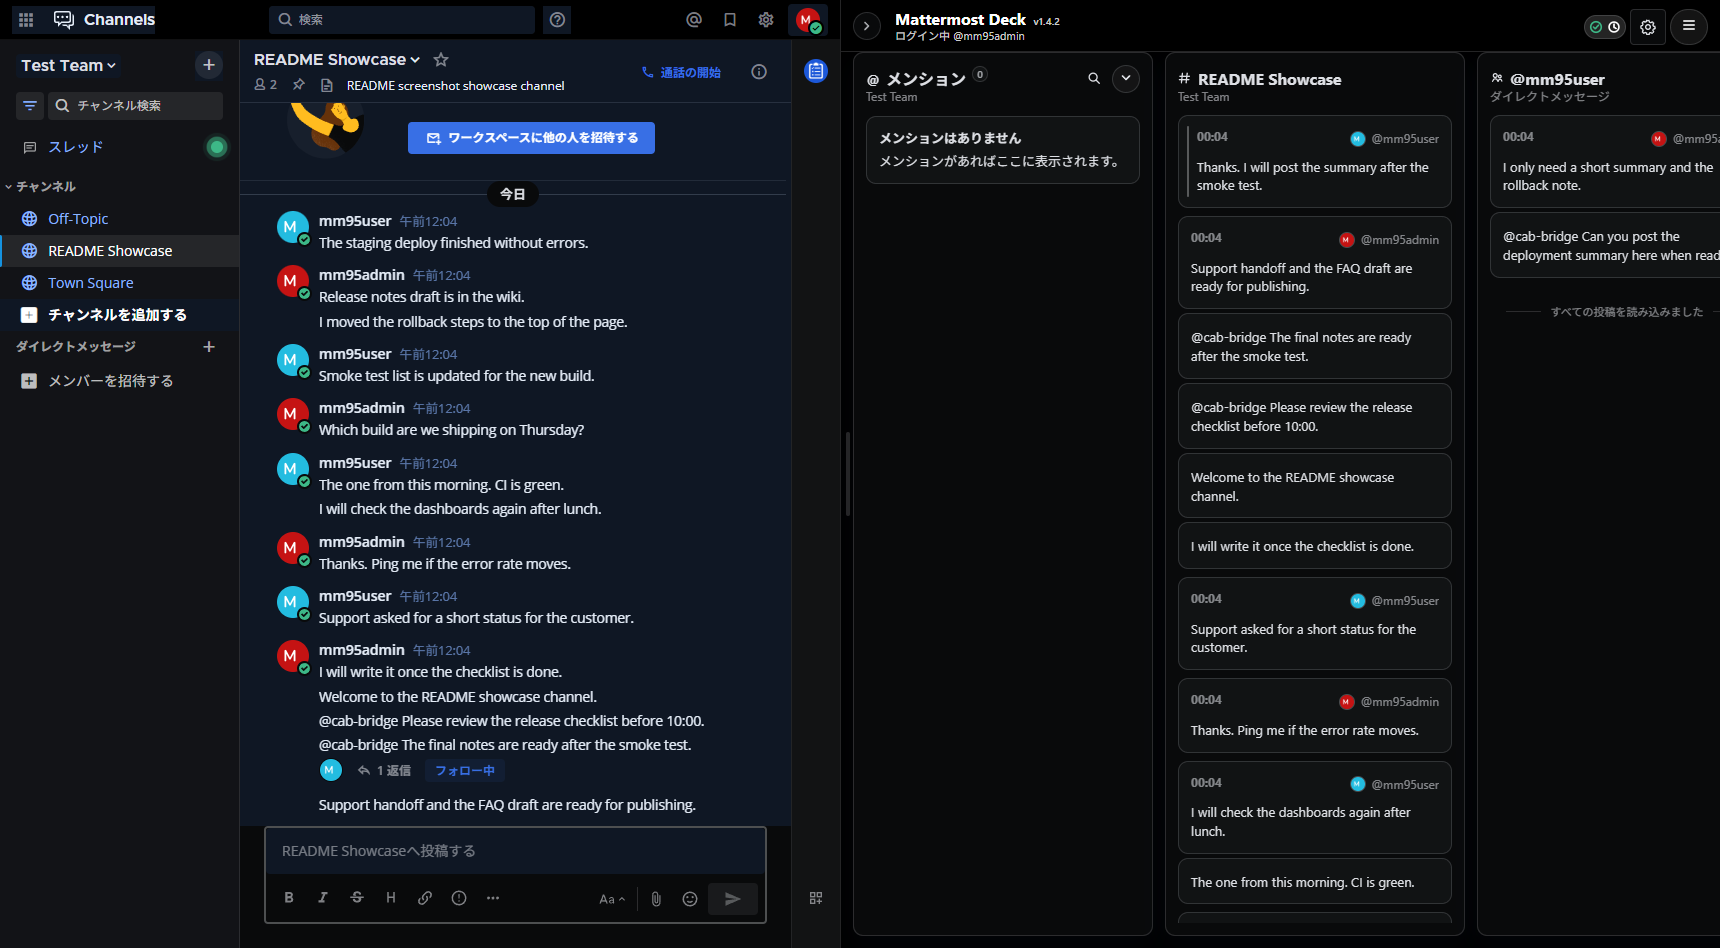 Channels
検索
Test Team
チャンネル検索
スレッド
チャンネル
Off-Topic
README Showcase
Town Square
チャンネルを追加する
ダイレクトメッセージ
メンバーを招待する
README Showcase
2
README screenshot showcase channel
通話の開始
ワークスペースに他の人を招待する
今日
mm95user 午前12:04
The staging deploy finished without errors.
mm95admin 午前12:04
Release notes draft is in the wiki.
I moved the rollback steps to the top of the page.
mm95user 午前12:04
Smoke test list is updated for the new build.
mm95admin 午前12:04
Which build are we shipping on Thursday?
mm95user 午前12:04
The one from this morning. CI is green.
I will check the dashboards again after lunch.
mm95admin 午前12:04
Thanks. Ping me if the error rate moves.
mm95user 午前12:04
Support asked for a short status for the customer.
mm95admin 午前12:04
I will write it once the checklist is done.
Welcome to the README showcase channel.
@cab-bridge Please review the release checklist before 10:00.
@cab-bridge The final notes are ready after the smoke test.
1 返信 フォロー中
Support handoff and the FAQ draft are ready for publishing.
README Showcaseへ投稿する
Aa
Mattermost Deck v1.4.2
ログイン中 @mm95admin
@ メンション 0
Test Team
メンションはありません
メンションがあればここに表示されます。
# README Showcase
Test Team
00:04 @mm95user
Thanks. I will post the summary after the
smoke test.
00:04 @mm95admin
Support handoff and the FAQ draft are
ready for publishing.
@cab-bridge The final notes are ready
after the smoke test.
@cab-bridge Please review the release
checklist before 10:00.
Welcome to the README showcase
channel.
I will write it once the checklist is done.
00:04 @mm95user
Support asked for a short status for the
customer.
00:04 @mm95admin
Thanks. Ping me if the error rate moves.
00:04 @mm95user
I will check the dashboards again after
lunch.
The one from this morning. CI is green.
@mm95user
ダイレクトメッセージ
00:04 @mm95a
I only need a short summary and the
rollback note.
@cab-bridge Can you post the
deployment summary here when read
すべての投稿を読み込みました